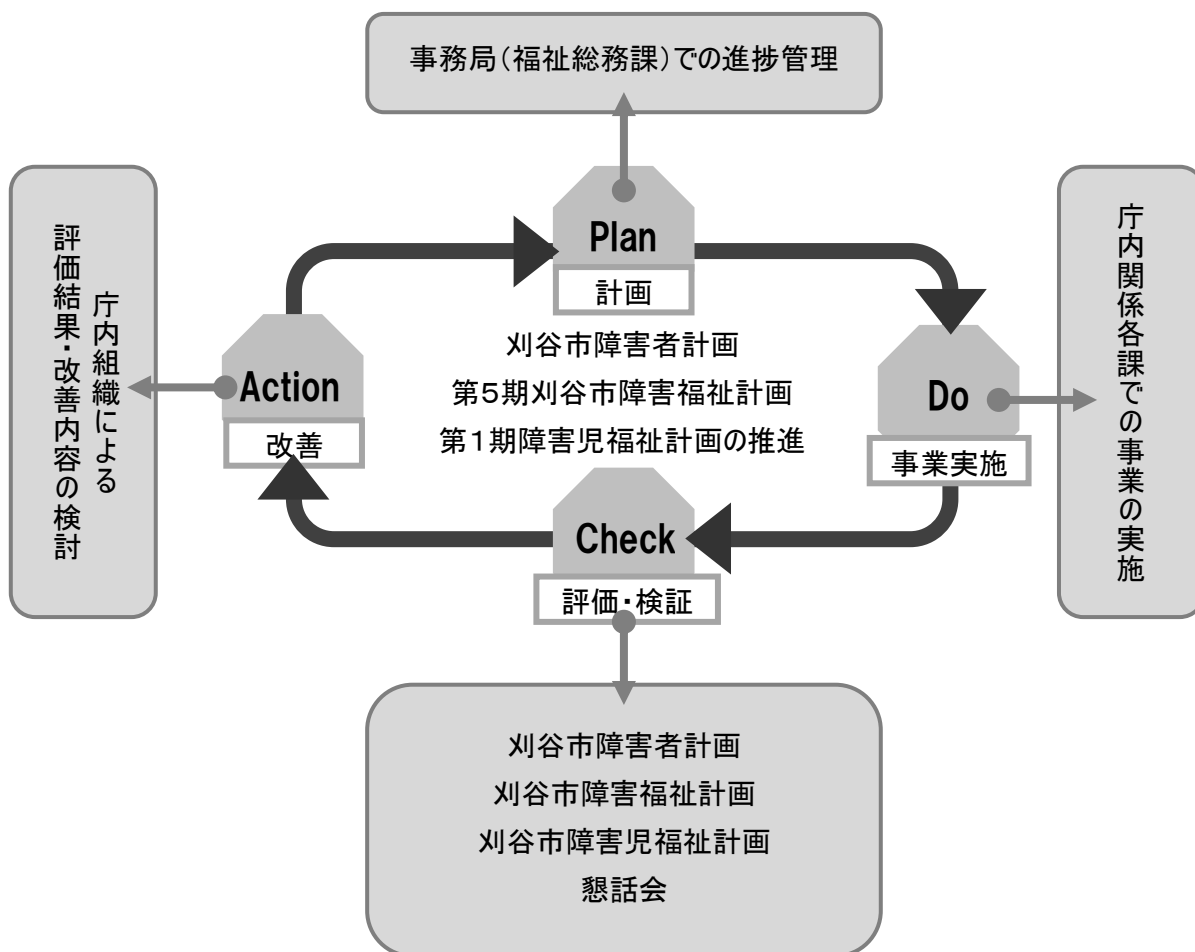 事務局(福祉総務課)での進捗管理
Plan
計画
刈谷市障害者計画
第5期刈谷市障害福祉計画
第1期障害児福祉計画の推進
Do
事業実施
庁内関係各課での事業の実施
Check
評価・検証
刈谷市障害者計画
刈谷市障害福祉計画
刈谷市障害児福祉計画
懇話会
Action
改善
庁内組織による
評価結果・改善内容の検討